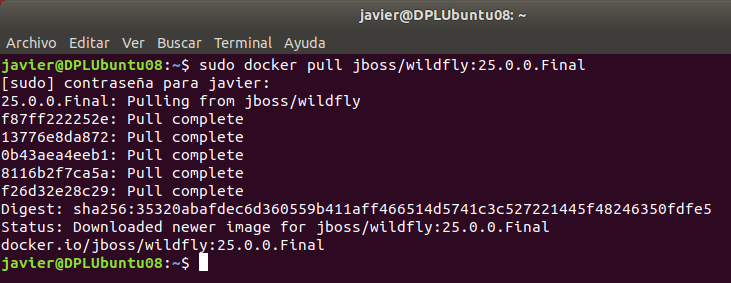 javier@DPLUbuntu08: ~
Archivo Editar Ver Buscar Terminal Ayuda
javier@DPLUbuntu08:~$ sudo docker pull jboss/wildfly:25.0.0.Final
[sudo] contraseña para javier:
25.0.0.Final: Pulling from jboss/wildfly
f87ff222252e: Pull complete
13776e8da872: Pull complete
0b43aea4eeb1: Pull complete
8116b2f7ca5a: Pull complete
f26d32e28c29: Pull complete
Digest: sha256:35320abafdec6d360559b411aff466514d5741c3c527221445f48246350fdfe5
Status: Downloaded newer image for jboss/wildfly:25.0.0.Final
docker.io/jboss/wildfly:25.0.0.Final
javier@DPLUbuntu08:~$